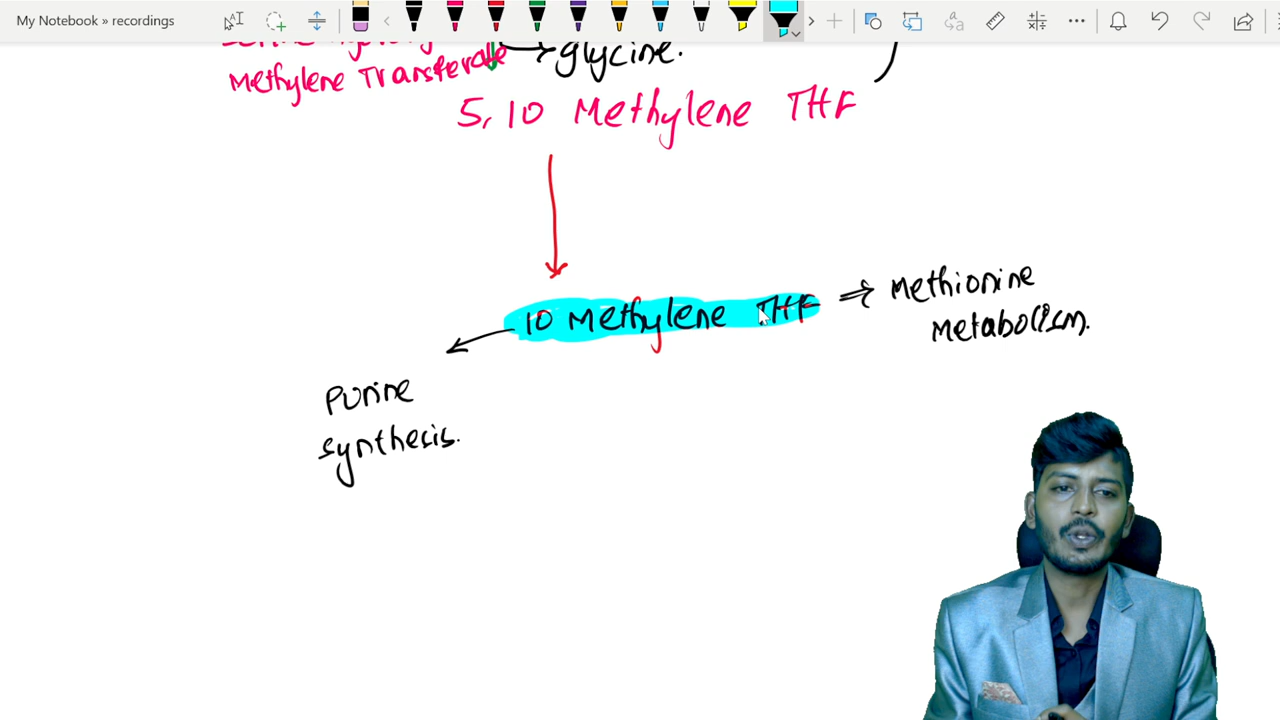 My Notebook » recordings
Methylene Transferase
glycine.
5,10 Methylene THF
10 Methylene THF
Methionine
Metabolism.
Purine
synthesis.